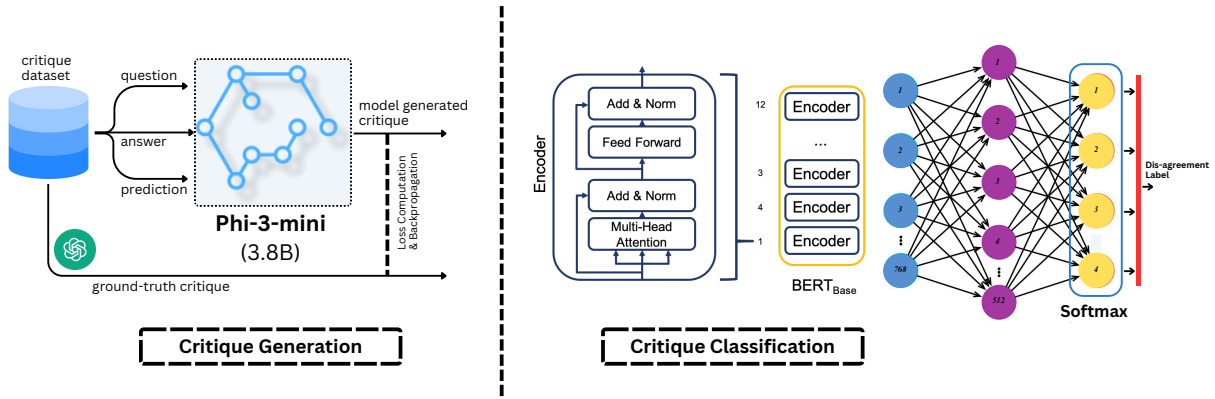 critique
dataset
question
answer
prediction
Phi-3-mini
(3.8B)
model generated
critique
Loss Computation
& Backpropagation
ground-truth critique
Critique Generation
Encoder
Add & Norm
Feed Forward
Add & Norm
Multi-Head
Attention
12
3
4
1
Encoder
...
Encoder
Encoder
Encoder
BERT Base
1
2
3
768
1
2
3
4
512
1
2
3
4
Softmax
Dis-agreement
Label
Critique Classification